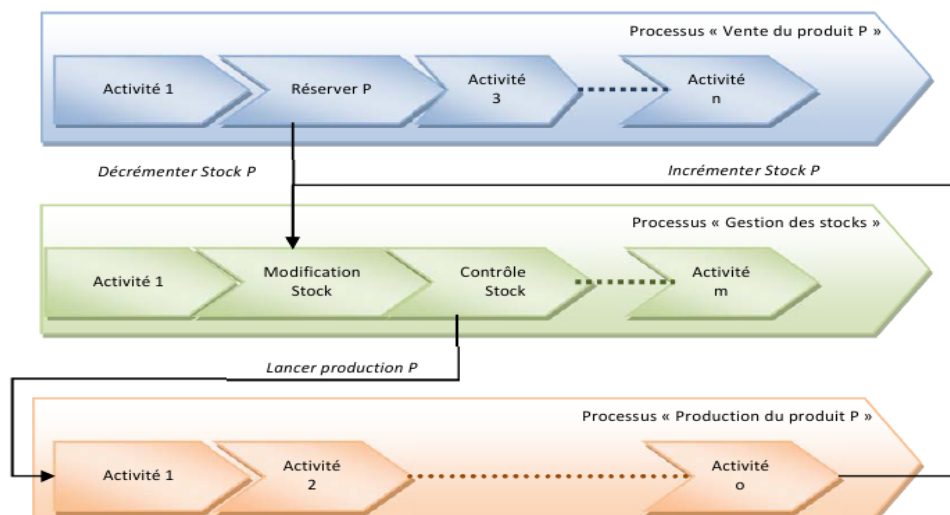 Processus « Vente du produit P »
Activité 1
Réserver P
Activité
3
Activité
n
Décrémenter Stock P
Incrémenter Stock P
Processus « Gestion des stocks »
Activité 1
Modification
Stock
Contrôle
Stock
Activité
m
Lancer production P
Processus « Production du produit P »
Activité 1
Activité
2
Activité
o